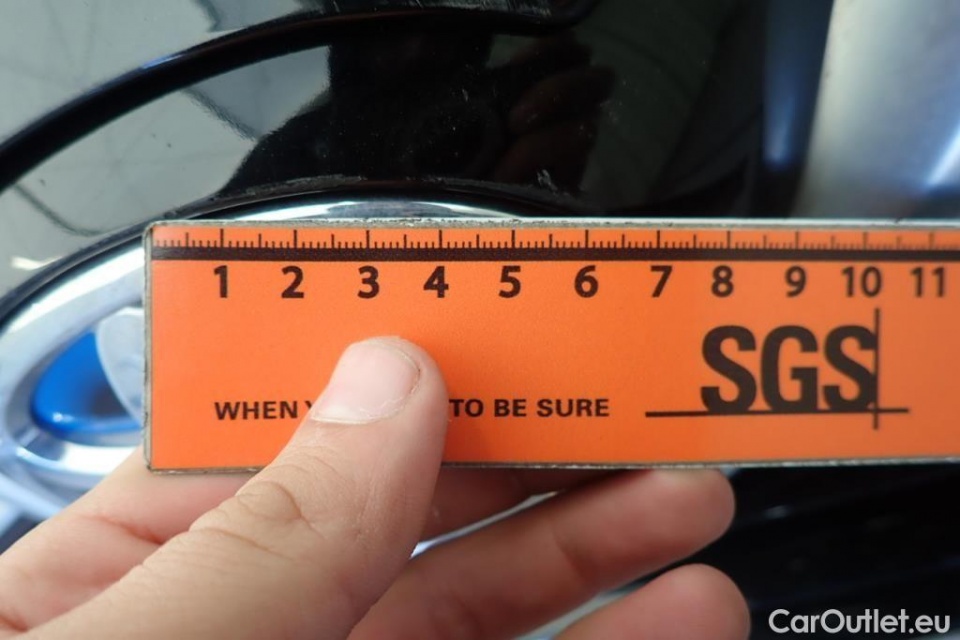 1 2 3 4 5 6 7 8 9 10 11
SGS
WHEN TO BE SURE
CarOutlet.eu